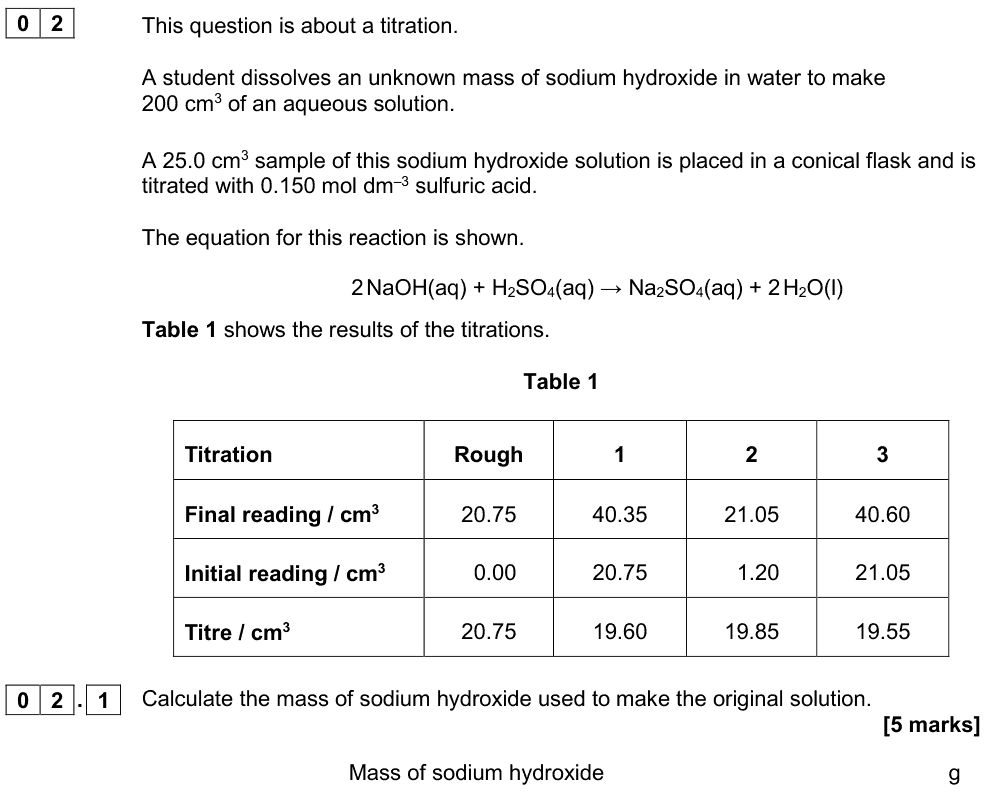 0 2 This question is about a titration.
A student dissolves an unknown mass of sodium hydroxide in water to make
200 cm³ of an aqueous solution.
A 25.0 cm³ sample of this sodium hydroxide solution is placed in a conical flask and is
titrated with 0.150 mol dm⁻³ sulfuric acid.
The equation for this reaction is shown.
2 NaOH(aq) + H₂SO₄(aq) → Na₂SO₄(aq) + 2 H₂O(l)
Table 1 shows the results of the titrations.
Table 1
Titration Rough 1 2 3
Final reading / cm³ 20.75 40.35 21.05 40.60
Initial reading / cm³ 0.00 20.75 1.20 21.05
Titre / cm³ 20.75 19.60 19.85 19.55
0 2 . 1 Calculate the mass of sodium hydroxide used to make the original solution.
[5 marks]
Mass of sodium hydroxide g